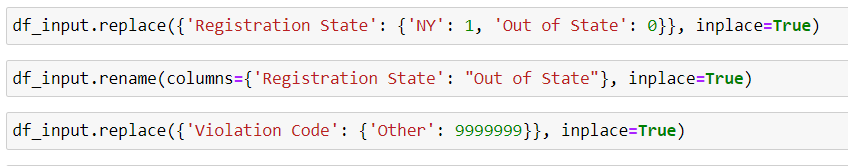 df_input.replace({'Registration State': {'NY': 1, 'Out of State': 0}}, inplace=True)
df_input.rename(columns={'Registration State': "Out of State"}, inplace=True)
df_input.replace({'Violation Code': {'Other': 9999999}}, inplace=True)